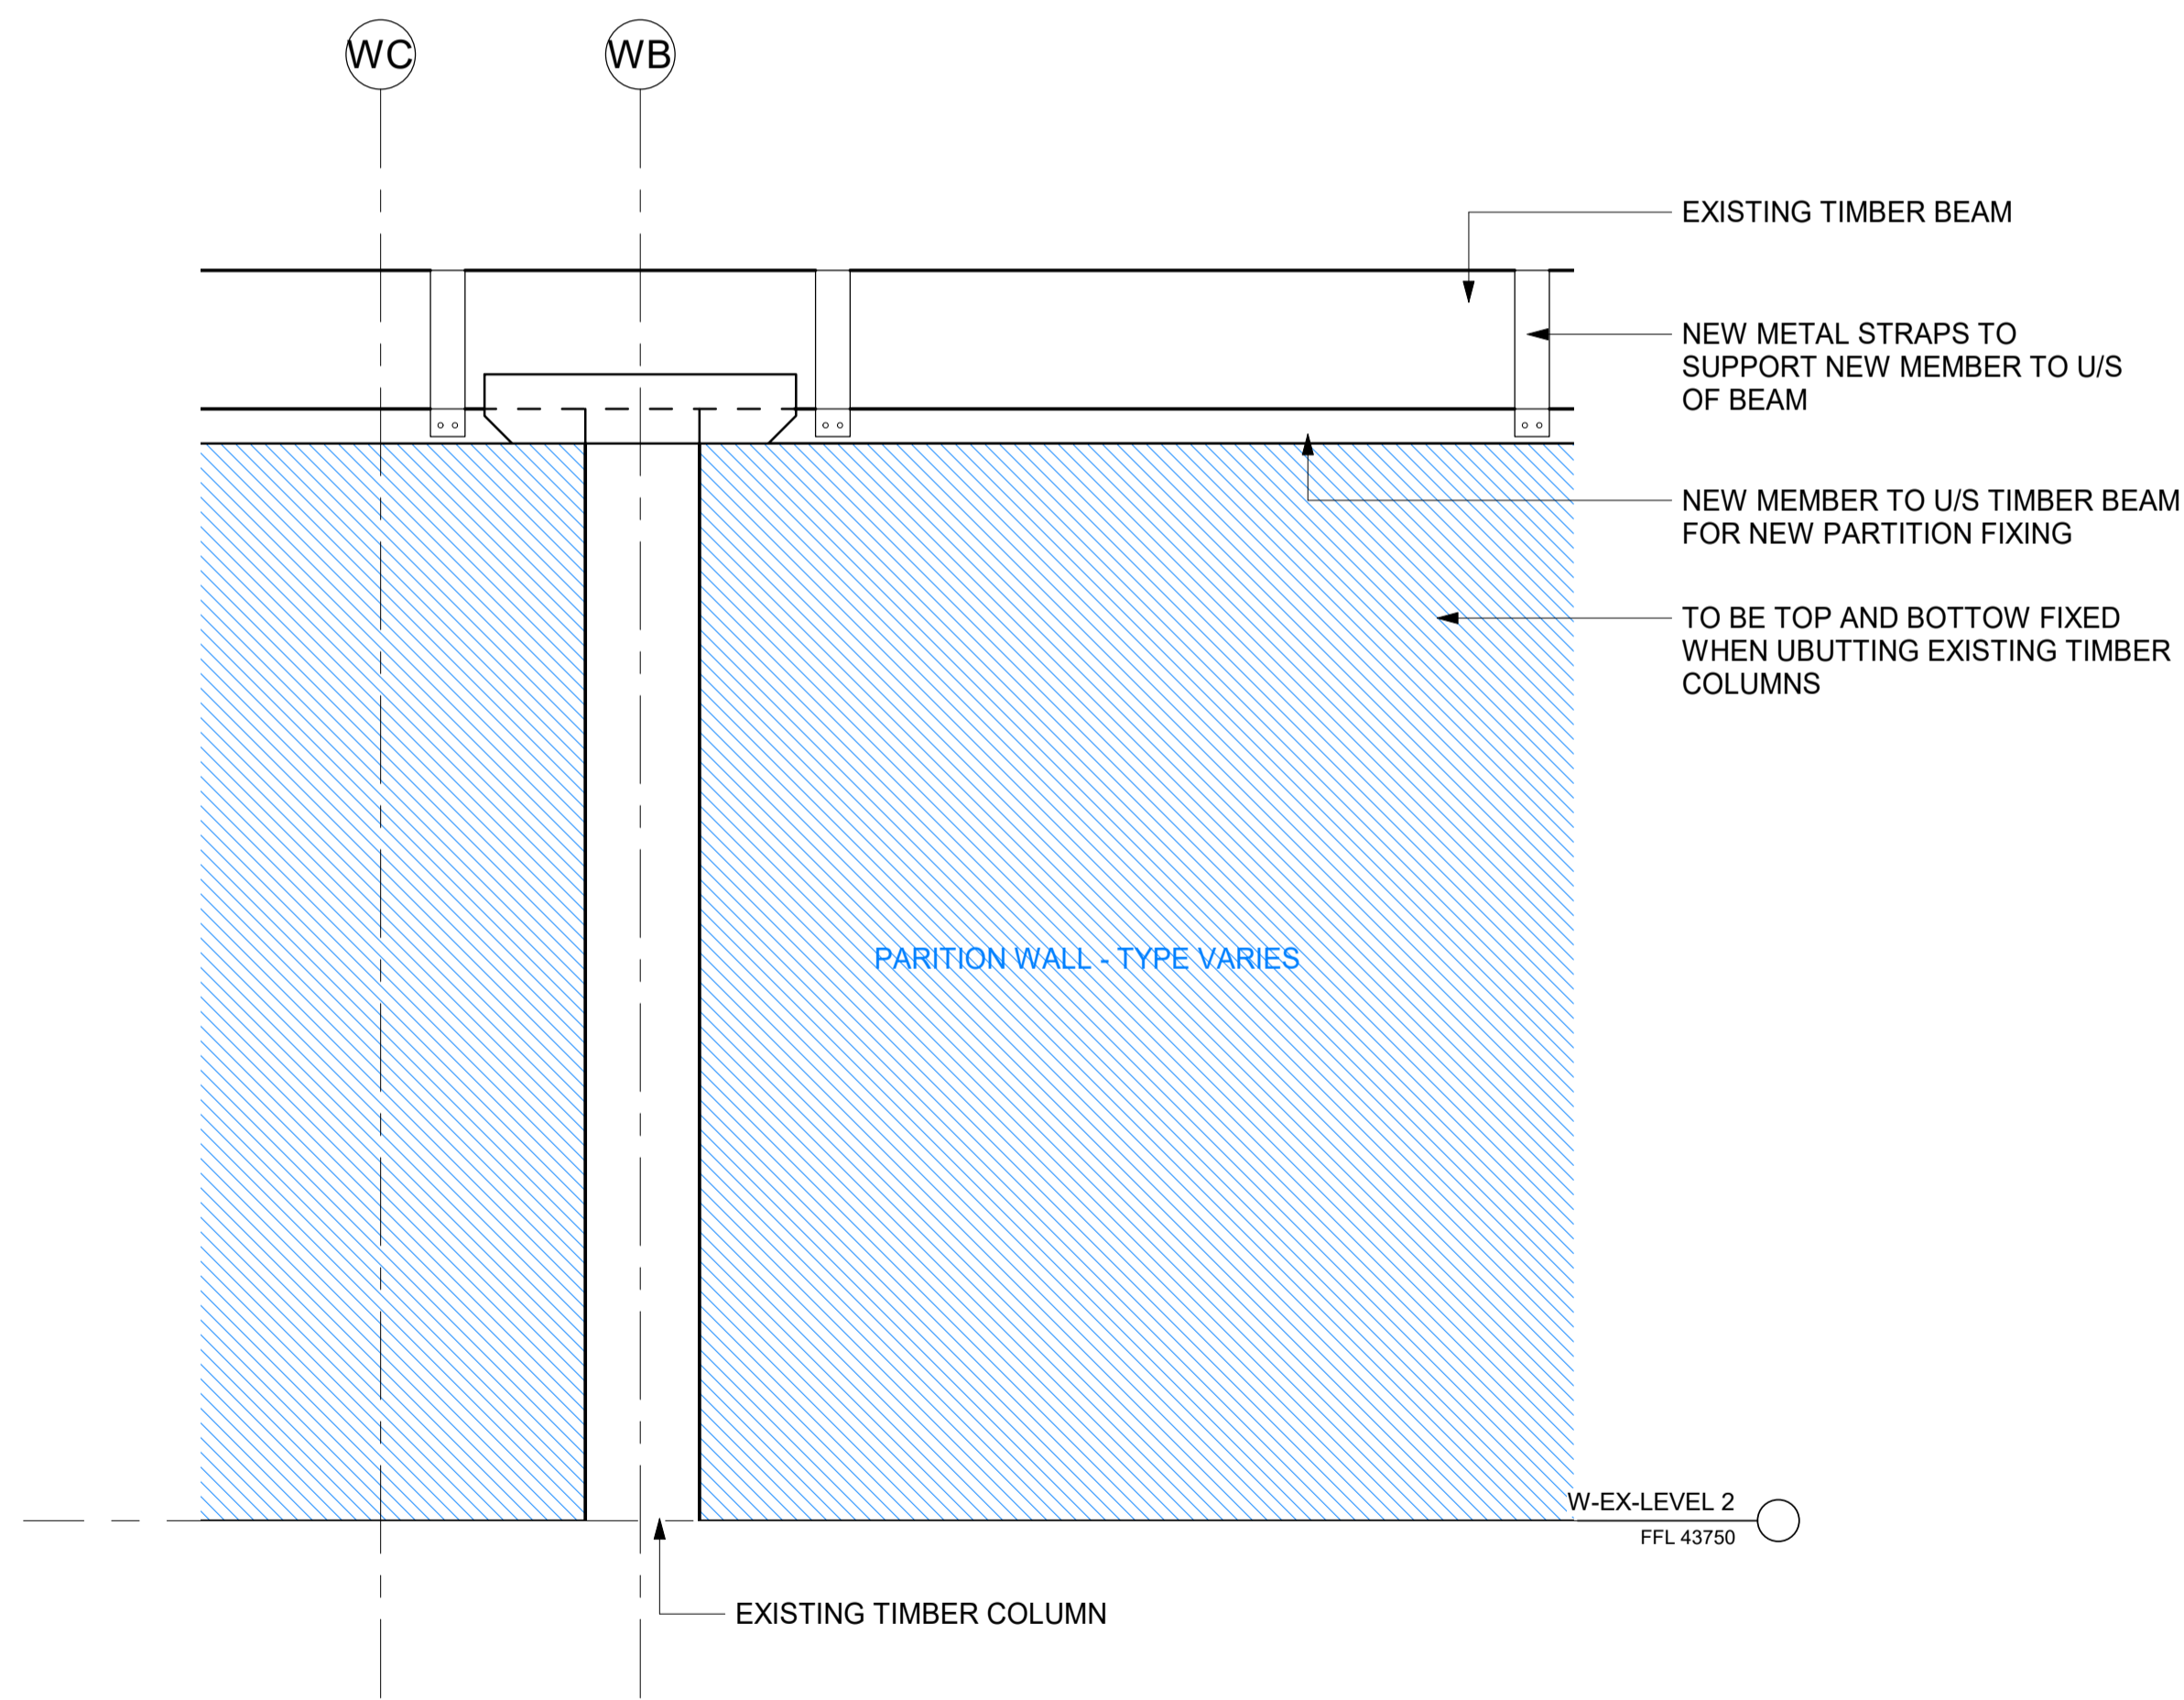 WC
WB
EXISTING TIMBER BEAM
NEW METAL STRAPS TO
SUPPORT NEW MEMBER TO U/S
OF BEAM
NEW MEMBER TO U/S TIMBER BEAM
FOR NEW PARTITION FIXING
TO BE TOP AND BOTTOW FIXED
WHEN UBUTTING EXISTING TIMBER
COLUMNS
PARITION WALL - TYPE VARIES
W-EX-LEVEL 2
FFL 43750
EXISTING TIMBER COLUMN